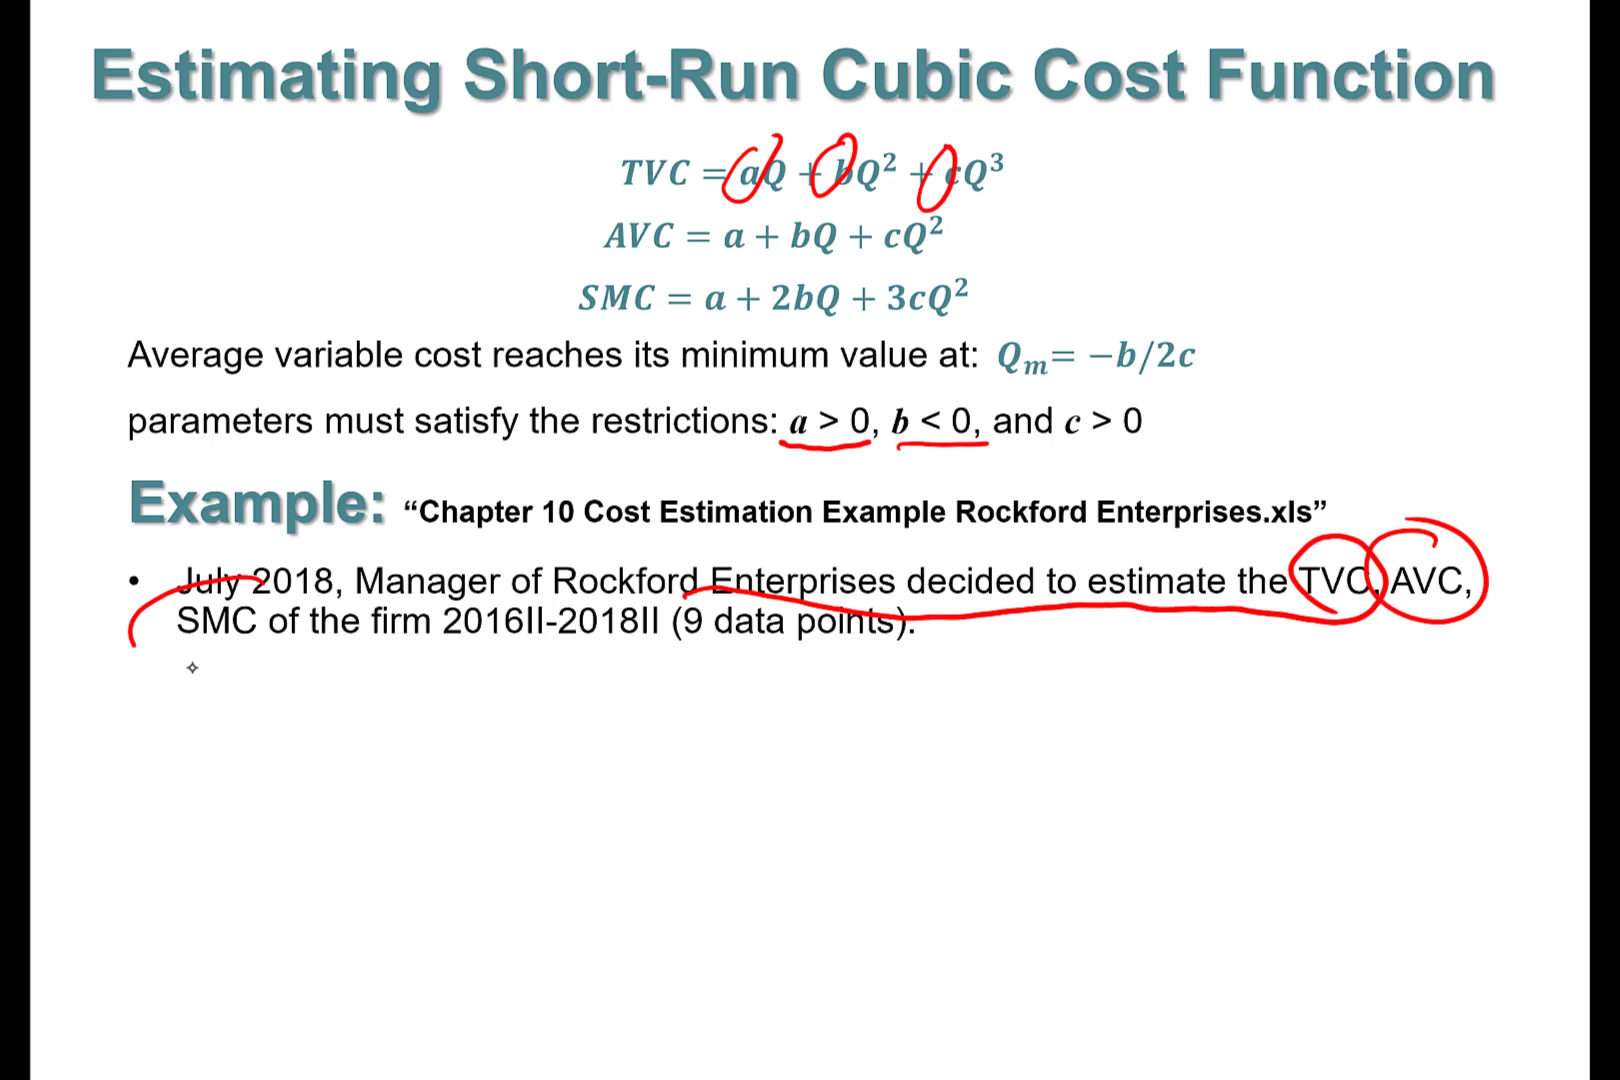 Estimating Short-Run Cubic Cost Function
TVC = aQ + bQ² + cQ³
AVC = a + bQ + cQ²
SMC = a + 2bQ + 3cQ²
Average variable cost reaches its minimum value at: Qₘ= −b/2c
parameters must satisfy the restrictions: a > 0, b < 0, and c > 0
Example: “Chapter 10 Cost Estimation Example Rockford Enterprises.xls”
• July 2018, Manager of Rockford Enterprises decided to estimate the TVC, AVC,
SMC of the firm 2016II-2018II (9 data points).